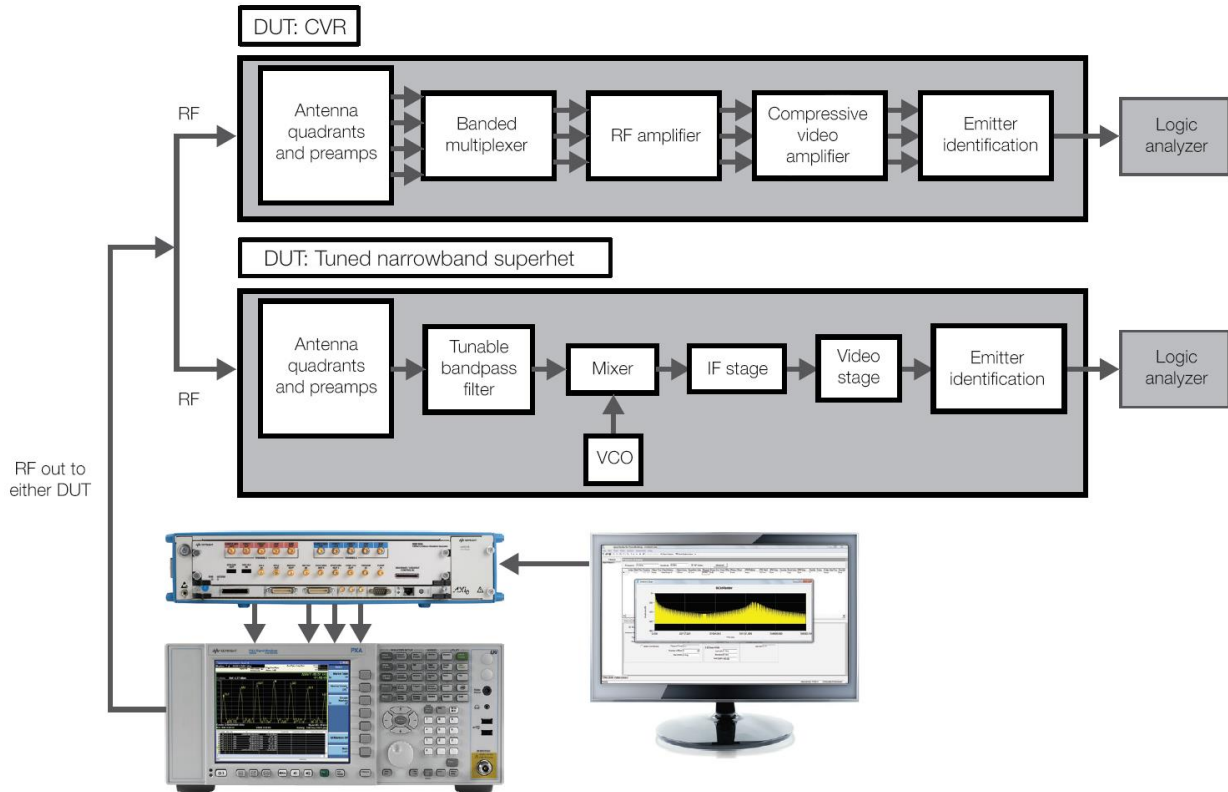 DUT: CVR
RF
Antenna
quadrants
and preamps
Banded
multiplexer
RF amplifier
Compressive
video
amplifier
Emitter
identification
Logic
analyzer
DUT: Tuned narrowband superhet
RF
Antenna
quadrants
and preamps
Tunable
bandpass
filter
Mixer
VCO
IF stage
Video
stage
Emitter
identification
Logic
analyzer
RF out to
either DUT
AXIe
PXA